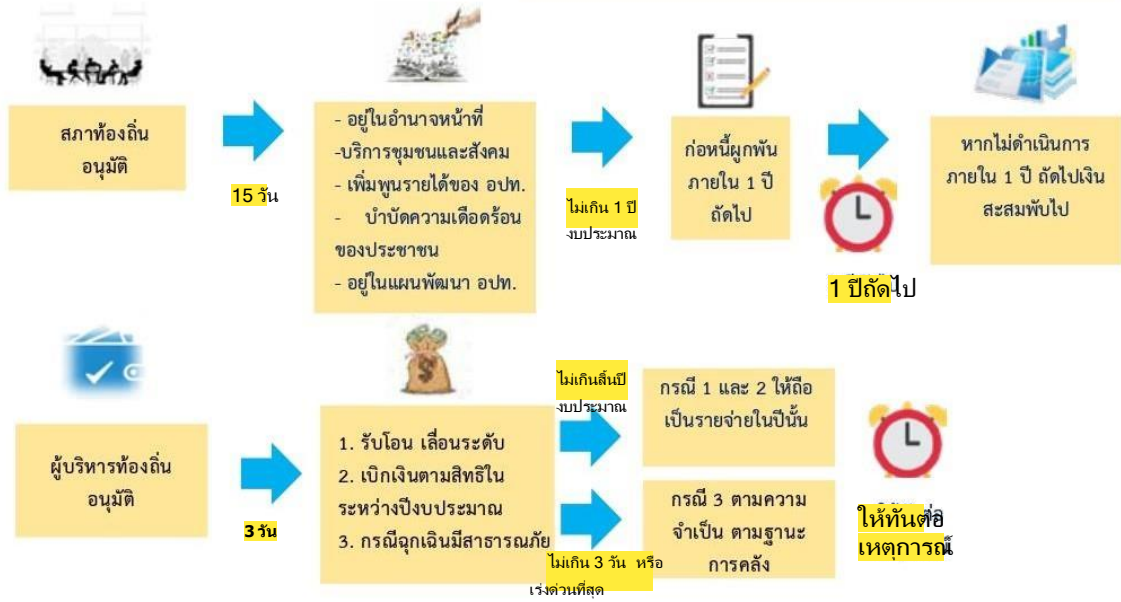 สภาท้องถิ่น
อนุมัติ
15 วัน
- อยู่ในอำนาจหน้าที่
-บริการชุมชนและสังคม
- เพิ่มพูนรายได้ของ อปท.
- บำบัดความเดือดร้อน
ของประชาชน
- อยู่ในแผนพัฒนา อปท.
ไม่เกิน 1 ปี
งบประมาณ
ก่อหนี้ผูกพัน
ภายใน 1 ปี
ถัดไป
1 ปีถัดไป
หากไม่ดำเนินการ
ภายใน 1 ปี ถัดไปเงิน
สะสมพับไป
ผู้บริหารท้องถิ่น
อนุมัติ
3 วัน
1. รับโอน เลื่อนระดับ
2. เบิกเงินตามสิทธิใน
ระหว่างปีงบประมาณ
3. กรณีฉุกเฉินมีสาธารณภัย
ไม่เกินสิ้นปี
งบประมาณ
กรณี 1 และ 2 ให้ถือ
เป็นรายจ่ายในปีนั้น
ไม่เกิน 3 วัน หรือ
เร่งด่วนที่สุด
กรณี 3 ตามความ
จำเป็น ตามฐานะ
การคลัง
ให้ทันต่อ
เหตุการณ์